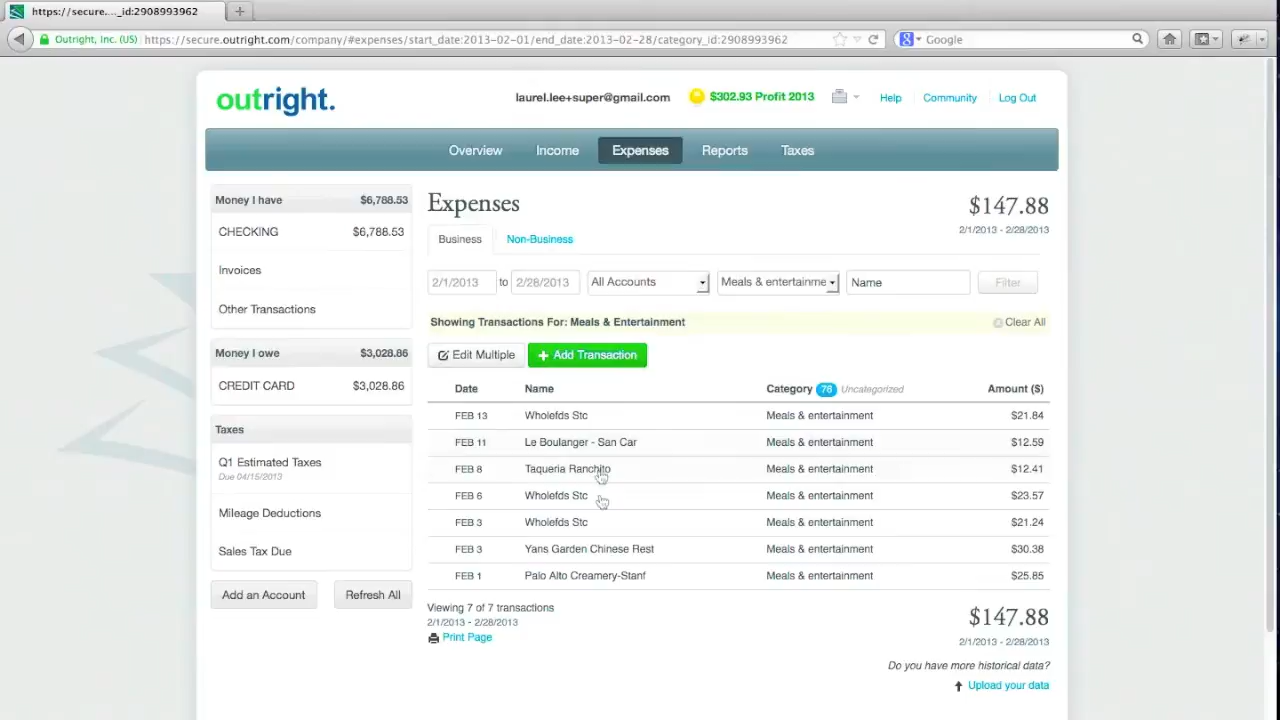 https://secure...._id:2908993962
Outright, Inc. (US) https://secure.outright.com/company/#expenses/start_date:2013-02-01/end_date:2013-02-28/category_id:2908993962 Google
outright. laurel.lee+super@gmail.com $302.93 Profit 2013 Help Community Log Out
Overview Income Expenses Reports Taxes
Money I have $6,788.53
CHECKING $6,788.53
Invoices
Other Transactions
Money I owe $3,028.86
CREDIT CARD $3,028.86
Taxes
Q1 Estimated Taxes
Due 04/15/2013
Mileage Deductions
Sales Tax Due
Add an Account Refresh All
Expenses $147.88
2/1/2013 - 2/28/2013
Business Non-Business
2/1/2013 to 2/28/2013 All Accounts Meals & entertainme Name Filter
Showing Transactions For: Meals & Entertainment Clear All
Edit Multiple + Add Transaction
Date Name Category 78 Uncategorized Amount ($)
FEB 13 Wholefds Stc Meals & entertainment $21.84
FEB 11 Le Boulanger - San Car Meals & entertainment $12.59
FEB 8 Taqueria Ranchito Meals & entertainment $12.41
FEB 6 Wholefds Stc Meals & entertainment $23.57
FEB 3 Wholefds Stc Meals & entertainment $21.24
FEB 3 Yans Garden Chinese Rest Meals & entertainment $30.38
FEB 1 Palo Alto Creamery-Stanf Meals & entertainment $25.85
Viewing 7 of 7 transactions $147.88
2/1/2013 - 2/28/2013
Print Page 2/1/2013 - 2/28/2013
Do you have more historical data?
Upload your data